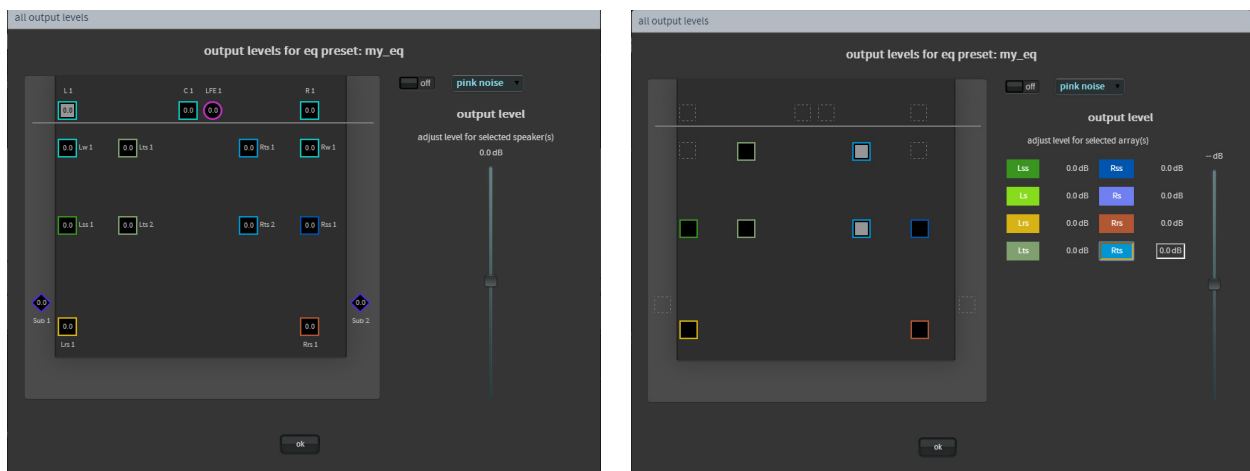 all output levels
output levels for eq preset: my_eq
off
pink noise
L 1
C 1
LFE 1
R 1
0.0
0.0
0.0
0.0
output level
adjust level for selected speaker(s)
0.0 dB
0.0 Lw 1
0.0 Lts 1
0.0 Rts 1
0.0 Rw 1
0.0 Lss 1
0.0 Lts 2
0.0 Rts 2
0.0 Rss 1
0.0
Sub 1
0.0
Lrs 1
0.0
Rrs 1
0.0
Sub 2
ok
all output levels
output levels for eq preset: my_eq
off
pink noise
output level
adjust level for selected array(s)
— dB
Lss 0.0 dB Rss 0.0 dB
Ls 0.0 dB Rs 0.0 dB
Lrs 0.0 dB Rrs 0.0 dB
Lts 0.0 dB Rts 0.0 dB
ok